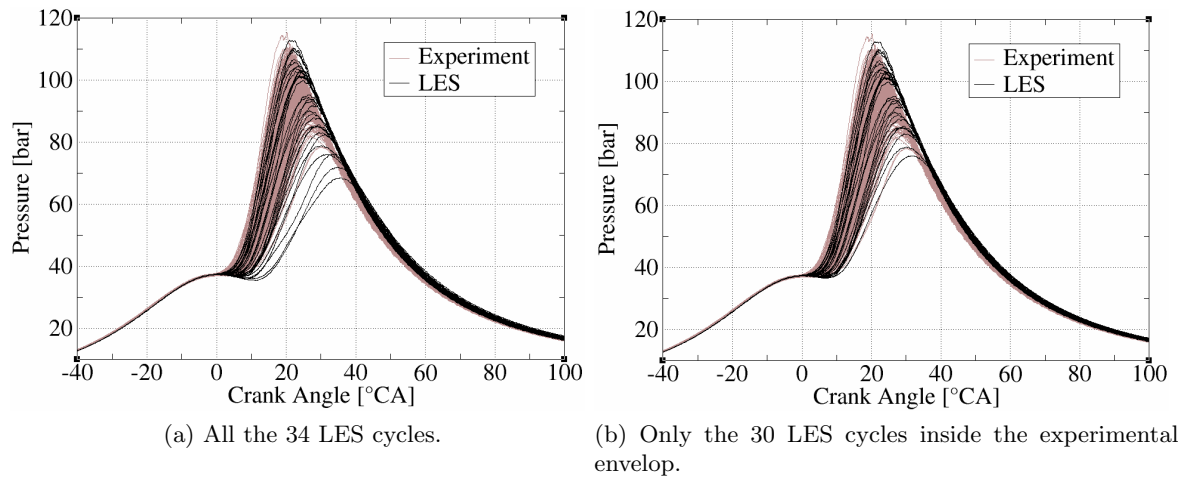 120
100
80
60
40
20
Pressure [bar]
Experiment
LES
-40 -20 0 20 40 60 80 100
Crank Angle [°CA]
(a) All the 34 LES cycles.
120
100
80
60
40
20
Pressure [bar]
Experiment
LES
-40 -20 0 20 40 60 80 100
Crank Angle [°CA]
(b) Only the 30 LES cycles inside the experimental
envelop.